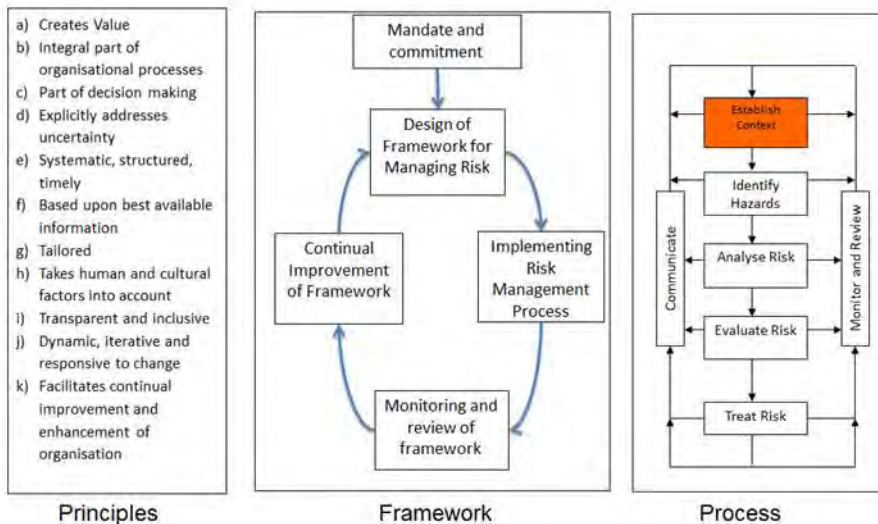 a) Creates Value
b) Integral part of
organisational processes
c) Part of decision making
d) Explicitly addresses
uncertainty
e) Systematic, structured,
timely
f) Based upon best available
information
g) Tailored
h) Takes human and cultural
factors into account
i) Transparent and inclusive
j) Dynamic, iterative and
responsive to change
k) Facilitates continual
improvement and
enhancement of
organisation
Principles
Mandate and
commitment
Design of
Framework for
Managing Risk
Implementing
Risk
Management
Process
Monitoring and
review of
framework
Continual
Improvement
of Framework
Framework
Establish
Context
Identify
Hazards
Analyse Risk
Evaluate Risk
Treat Risk
Communicate
Monitor and Review
Process